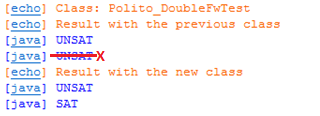 [echo] Class: Polito_DoubleFwTest
[echo] Result with the previous class
[java] UNSAT
[java] UNSAT X
[echo] Result with the new class
[java] UNSAT
[java] SAT